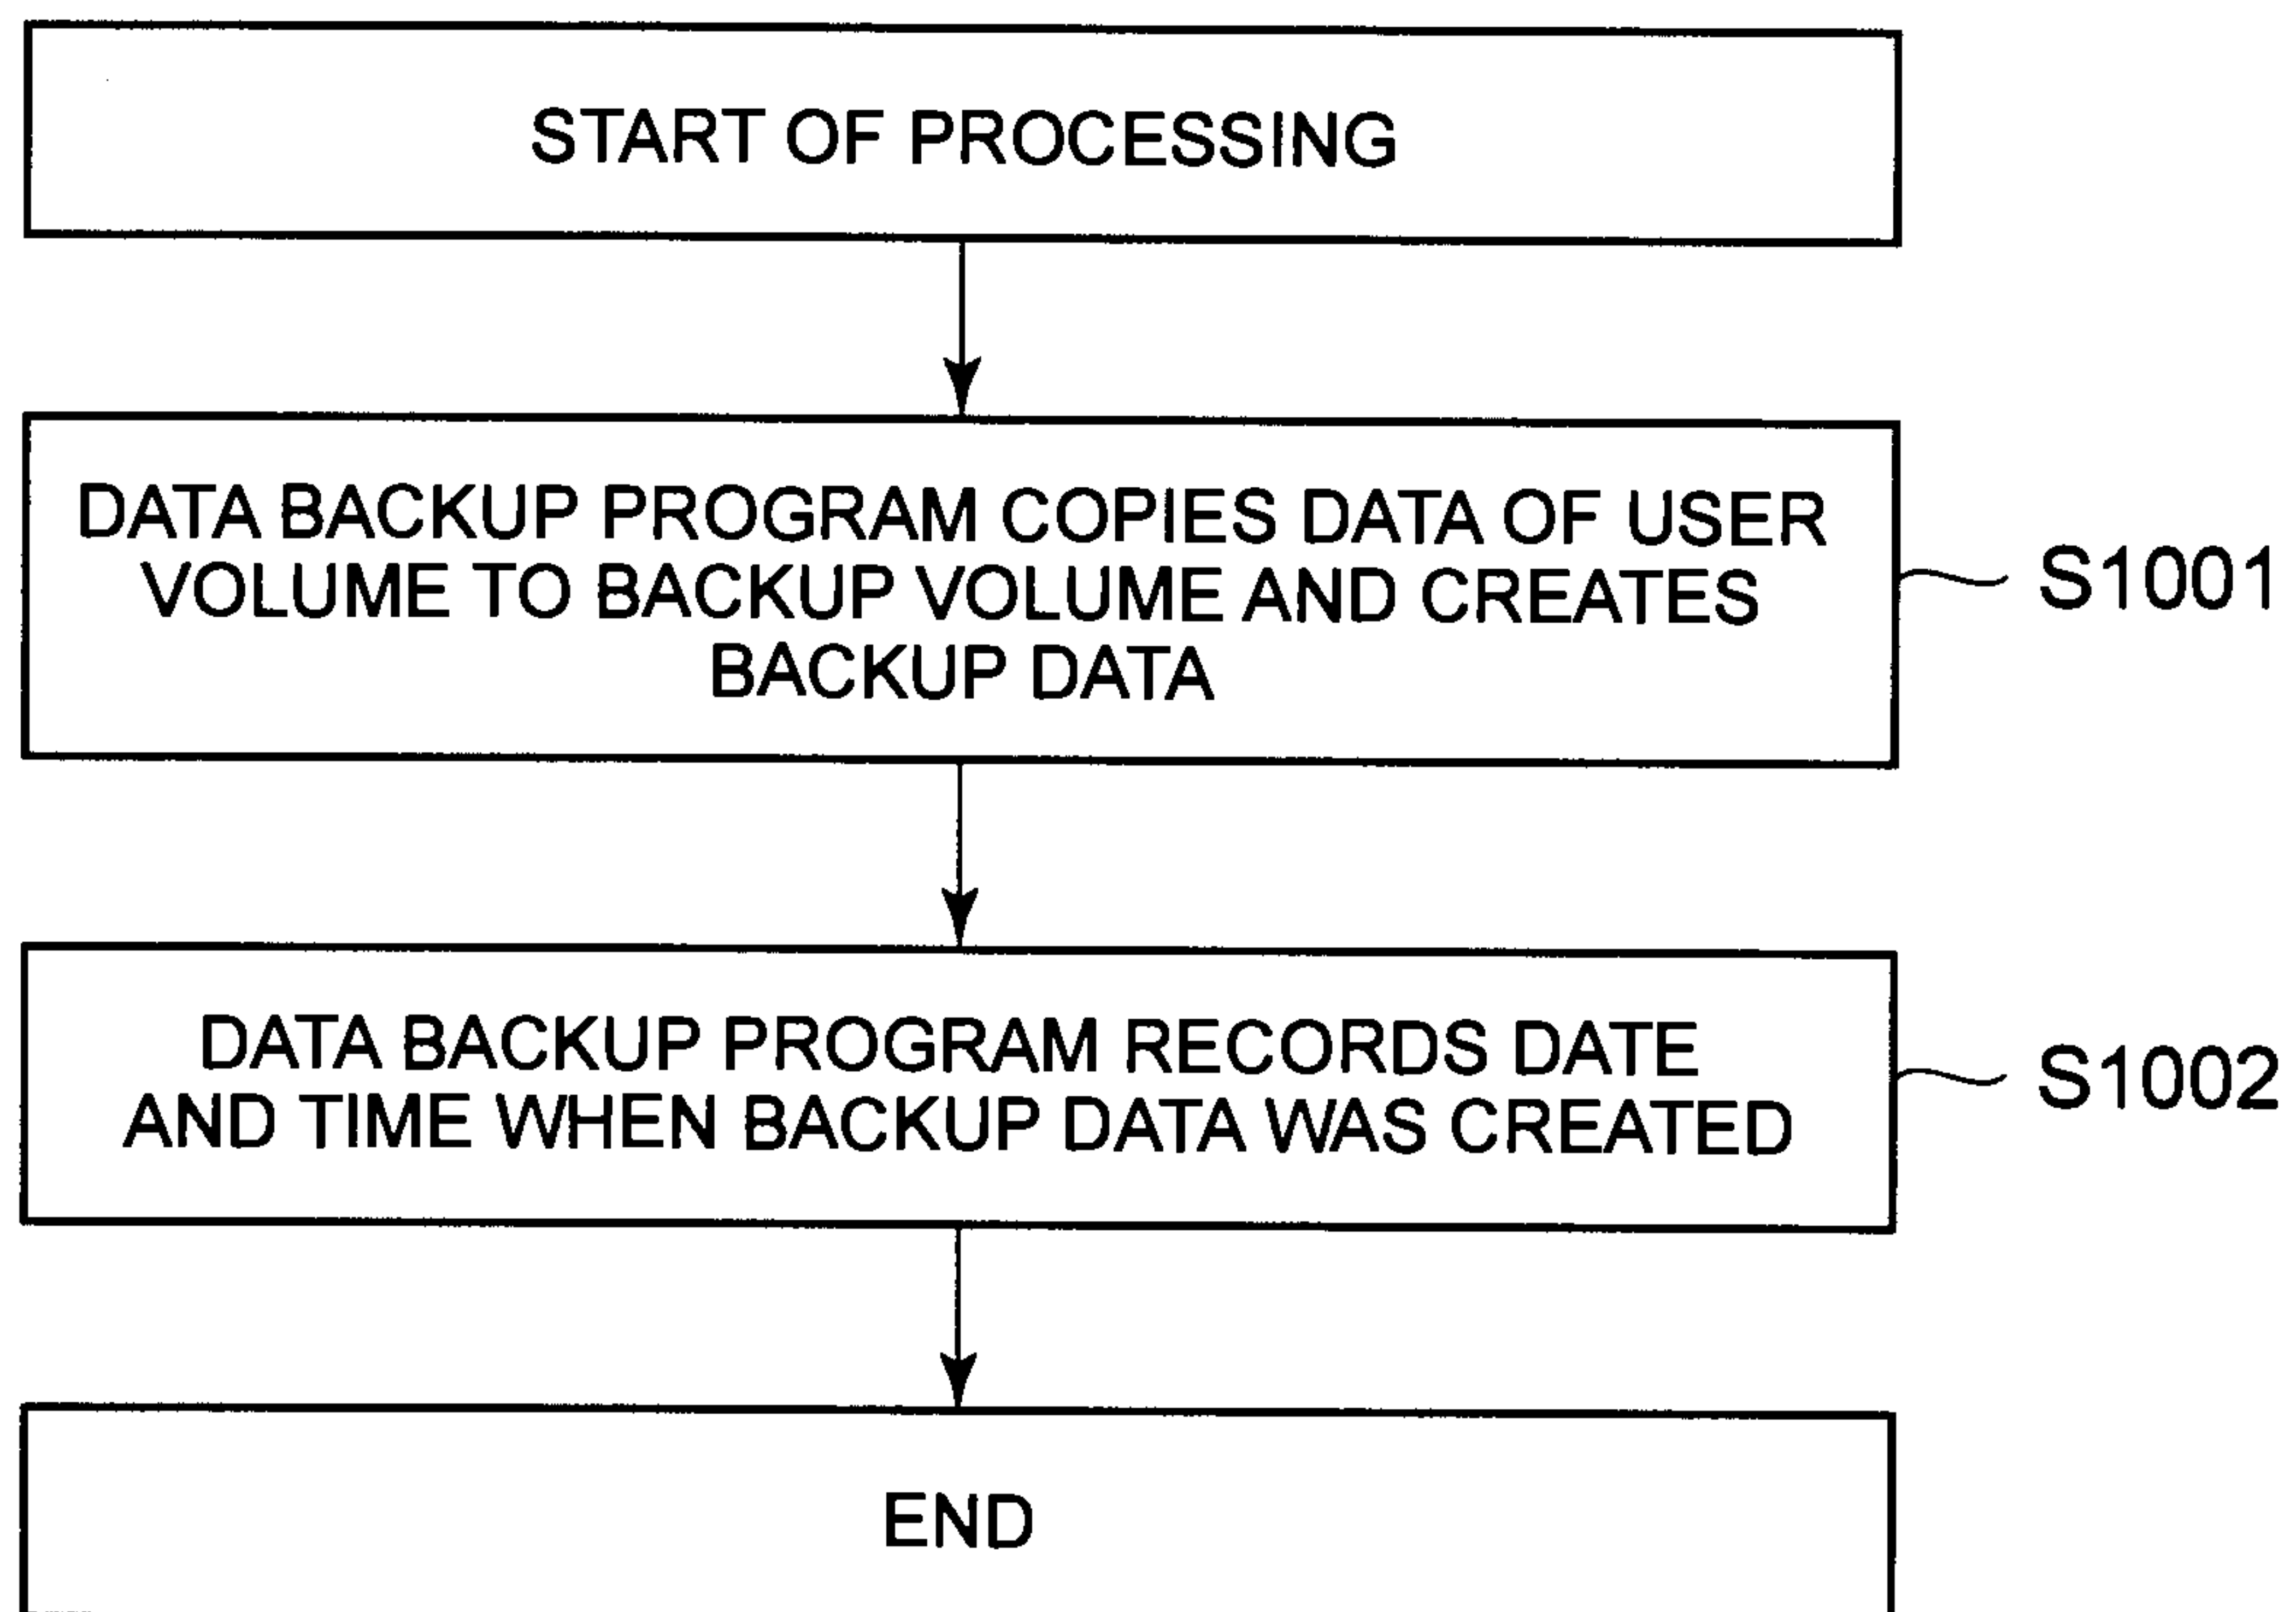 START OF PROCESSING
DATA BACKUP PROGRAM COPIES DATA OF USER
VOLUME TO BACKUP VOLUME AND CREATES
BACKUP DATA
S1001
DATA BACKUP PROGRAM RECORDS DATE
AND TIME WHEN BACKUP DATA WAS CREATED
S1002
END